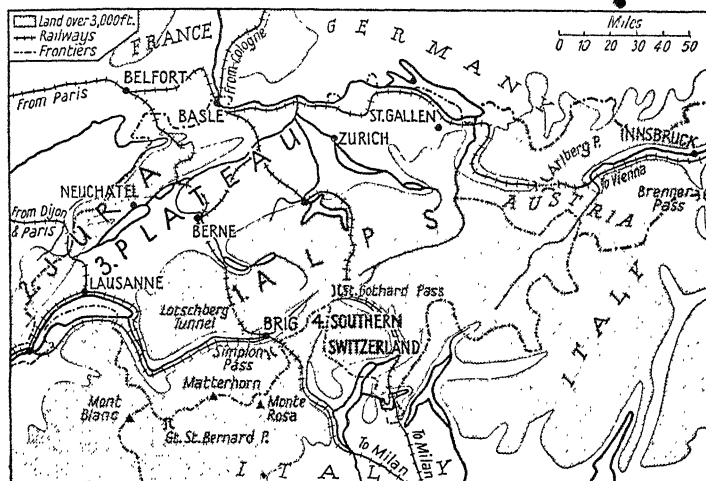 Land over 3,000ft.
Railways
Frontiers
Miles
0 10 20 30 40 50
FRANCE
From Cologne
GERMAN
BELFORT
From Paris
BASLE
ST.GALLEN
ZURICH
Arlberg P.
INNSBRUCK
To Vienna
AUSTRIA
Brenner
Pass
NEUCHATEL
From Dijon
& Paris
BERNE
2. JURA
3. PLATEAU
1. ALPS
LAUSANNE
Lotschberg
Tunnel
St. Gothard Pass
BRIG
4. SOUTHERN
SWITZERLAND
Simplon
Pass
Matterhorn
Mont
Blanc
Monte
Rosa
Gt. St. Bernard P.
To Milan
To Milan
ITALY
ITALY